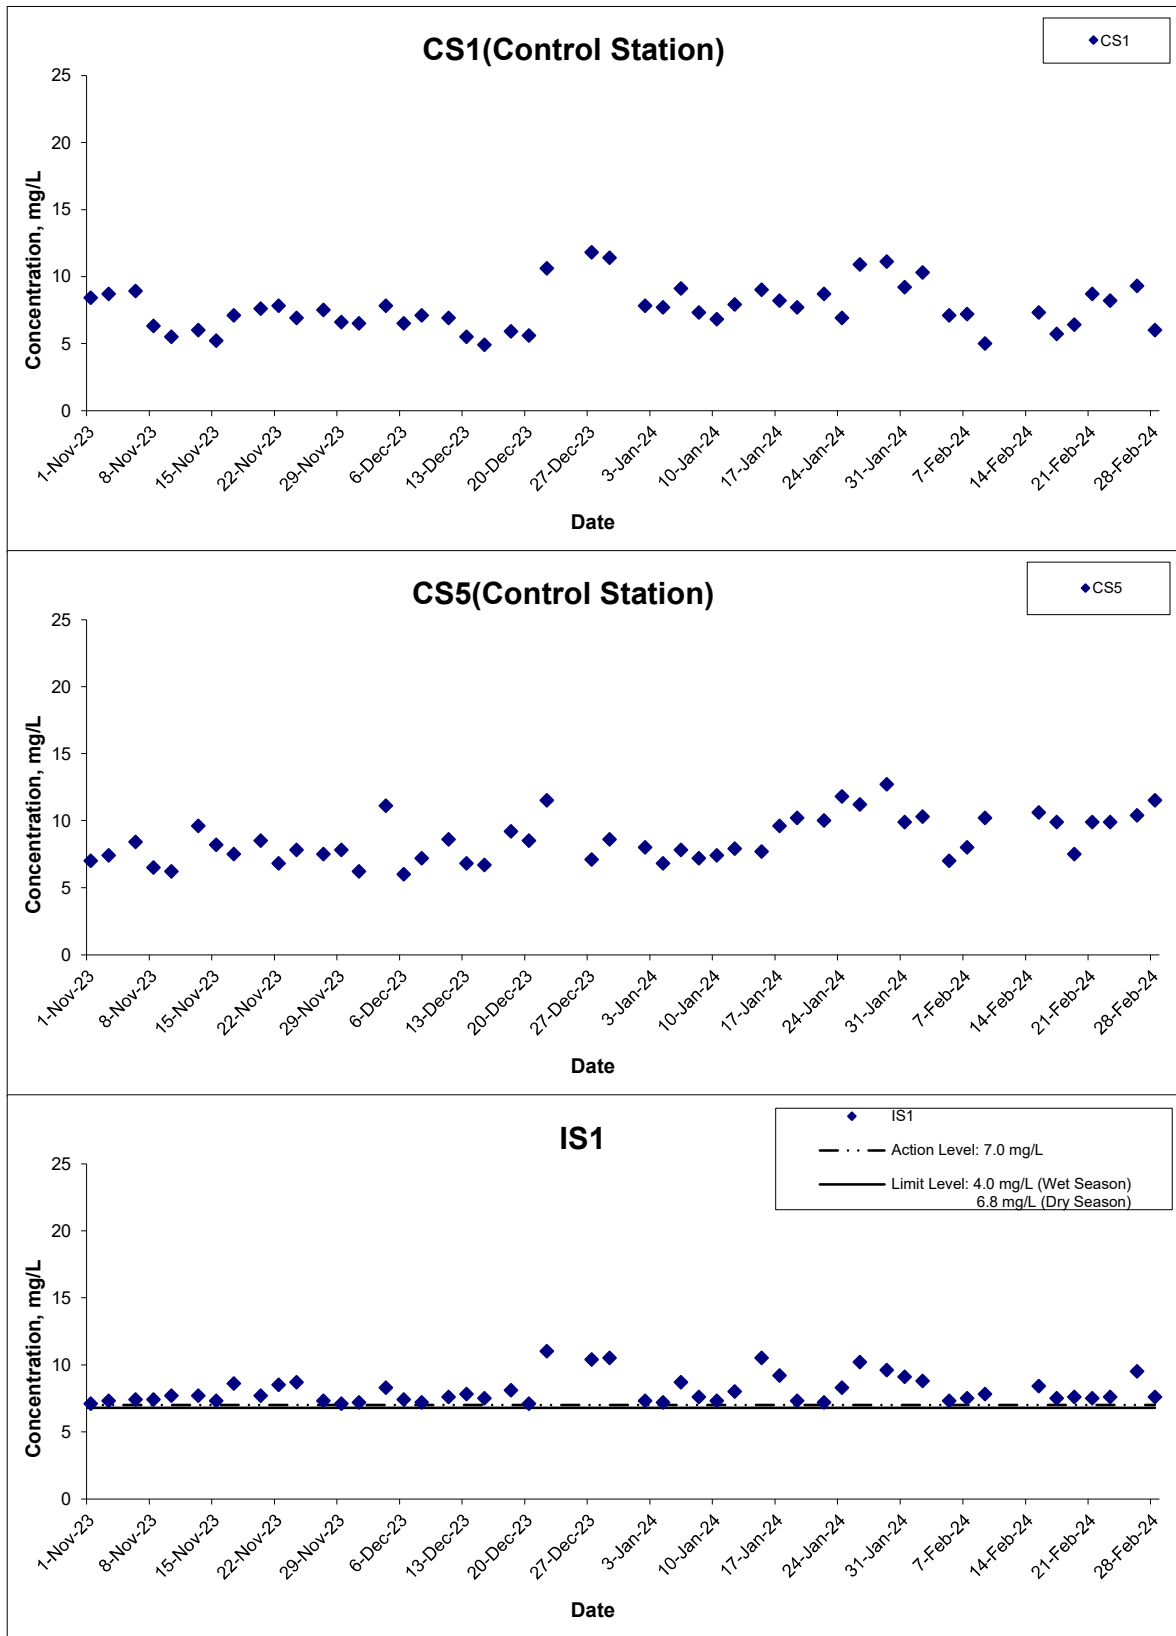 CS1(Control Station)
CS1
Concentration, mg/L
25
20
15
10
5
0
1-Nov-23
8-Nov-23
15-Nov-23
22-Nov-23
29-Nov-23
6-Dec-23
13-Dec-23
20-Dec-23
27-Dec-23
3-Jan-24
10-Jan-24
17-Jan-24
24-Jan-24
31-Jan-24
7-Feb-24
14-Feb-24
21-Feb-24
28-Feb-24
Date
CS5(Control Station)
CS5
Concentration, mg/L
25
20
15
10
5
0
1-Nov-23
8-Nov-23
15-Nov-23
22-Nov-23
29-Nov-23
6-Dec-23
13-Dec-23
20-Dec-23
27-Dec-23
3-Jan-24
10-Jan-24
17-Jan-24
24-Jan-24
31-Jan-24
7-Feb-24
14-Feb-24
21-Feb-24
28-Feb-24
Date
IS1
IS1
Action Level: 7.0 mg/L
Limit Level: 4.0 mg/L (Wet Season)
6.8 mg/L (Dry Season)
Concentration, mg/L
25
20
15
10
5
0
1-Nov-23
8-Nov-23
15-Nov-23
22-Nov-23
29-Nov-23
6-Dec-23
13-Dec-23
20-Dec-23
27-Dec-23
3-Jan-24
10-Jan-24
17-Jan-24
24-Jan-24
31-Jan-24
7-Feb-24
14-Feb-24
21-Feb-24
28-Feb-24
Date